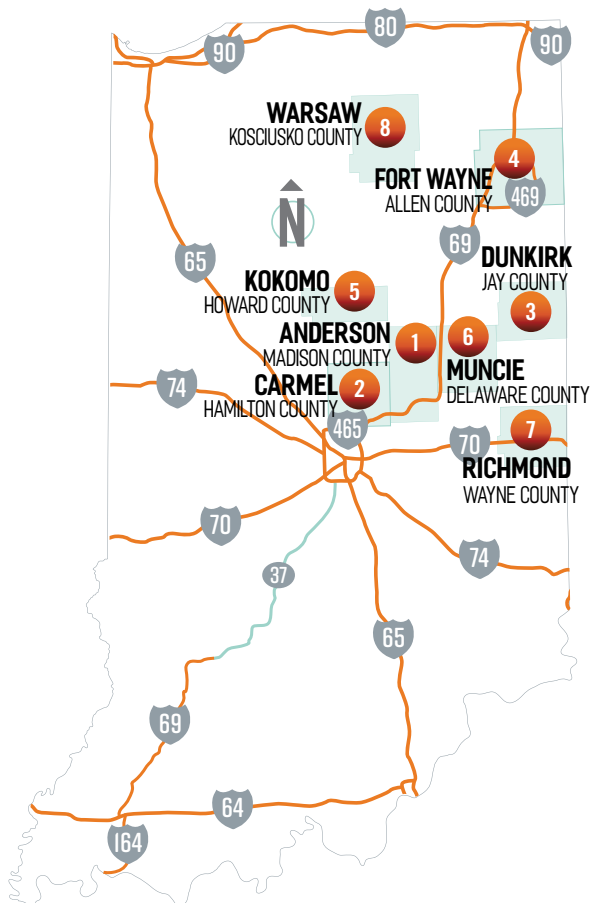 80
90
90
WARSAW
KOSCIUSKO COUNTY
8
4
FORT WAYNE
ALLEN COUNTY
469
N
69
65
DUNKIRK
JAY COUNTY
3
KOKOMO
HOWARD COUNTY
5
ANDERSON
MADISON COUNTY
1
6
MUNCIE
DELAWARE COUNTY
CARMEL
HAMILTON COUNTY
2
74
465
7
70
RICHMOND
WAYNE COUNTY
70
74
37
65
69
64
164